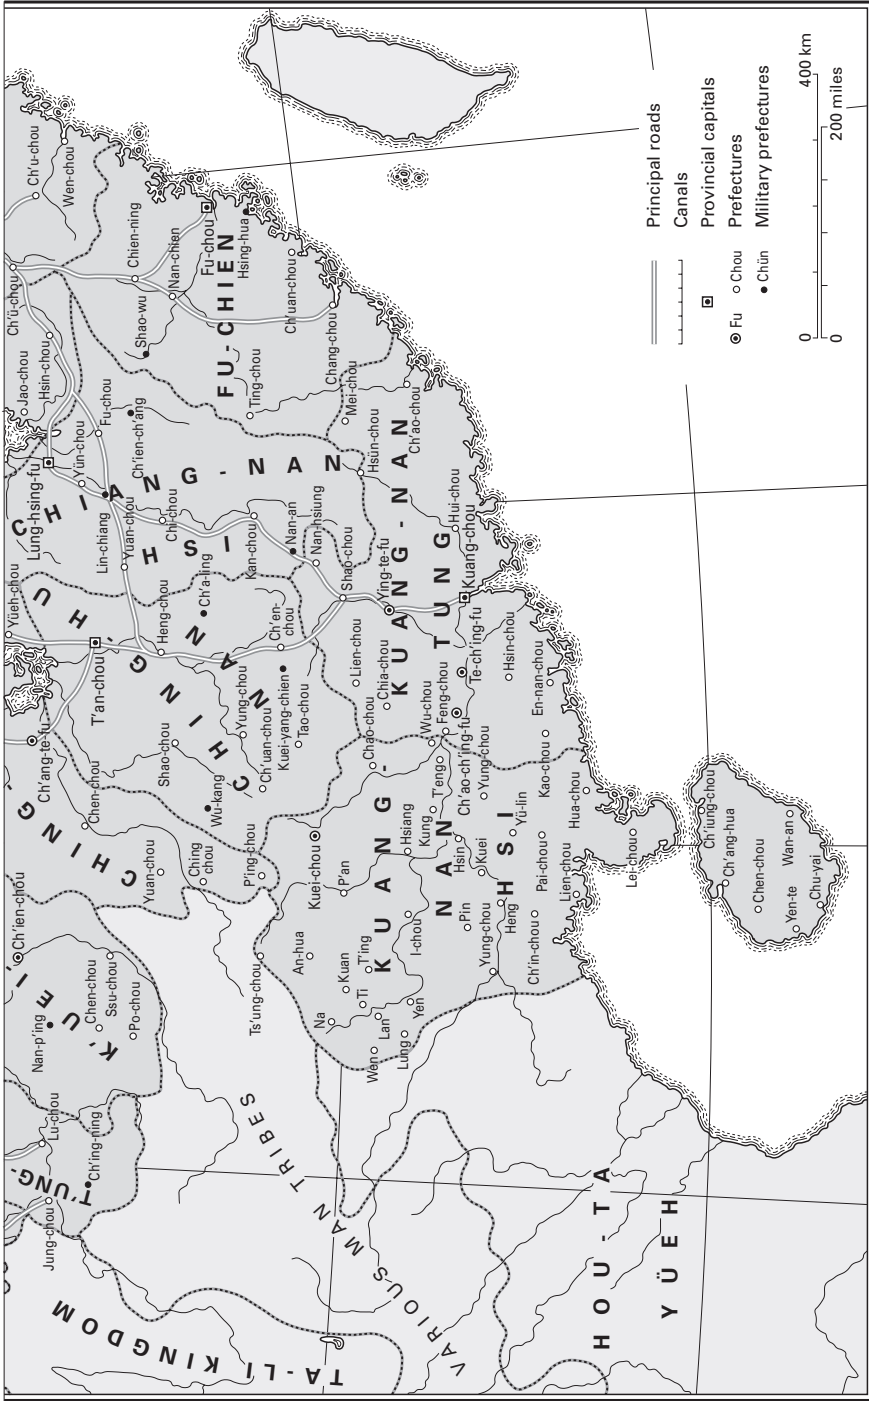 Principal roads
Canals
Provincial capitals
Fu Chou Prefectures
Chün Military prefectures
0 400 km
0 200 miles
TA-LI KINGDOM
VARIOUS MAN TRIBES
HOU-TA
YÜEH
T'UNG-
K'UEI-
CHING-
CHING-HU-
NAN
CHIANG-NAN
HSI
FU-CHIEN
KUANG-NAN
TUNG
KUANG-
NAN
HSI
Jung-chou
Lu-chou
Ch'ing-ning
Nan-p'ing
Chen-chou
Ssu-chou
Po-chou
Ch'ien-chou
Ch'ang-te-fu
Chen-chou
Yuan-chou
Ching
chou
P'ing-chou
Ts'ung-chou
Shao-chou
Wu-kang
Yüeh-chou
T'an-chou
Heng-chou
Ch'a-ling
Ch'en-
chou
Yung-chou
Ch'uan-chou
Kuei-yang-chien
Tao-chou
Lung-hsing-fu
Yün-chou
Lin-chiang
Yuan-chou
Fu-chou
Ch'ien-ch'ang
Chi-chou
Kan-chou
Nan-an
Nan-hsiung
Jao-chou
Hsin-chou
Ch'ü-chou
Ch'u-chou
Wen-chou
Chien-ning
Nan-chien
Shao-wu
Fu-chou
Hsing-hua
Ch'uan-chou
Chang-chou
Ting-chou
Mei-chou
Ch'ao-chou
Hsün-chou
Hui-chou
Shao-chou
Ying-te-fu
Kuang-chou
Lien-chou
Chia-chou
Te-ch'ing-fu
Hsin-chou
En-nan-chou
Feng-chou
Ch'ao-ch'ing-fu
Wu-chou
Chao-chou
T'eng
Yung-chou
Kao-chou
Hua-chou
Kuei-chou
Hsiang
Kung
Hsin
Kuei
Yü-lin
Pai-chou
Lien-chou
Lei-chou
P'an
I-chou
Pin
Heng
Yung-chou
Ch'in-chou
An-hua
Kuan
T'ing
Ti
Na
Lan
Yen
Wen
Lung
Ch'iung-chou
Ch'ang-hua
Chen-chou
Wan-an
Yen-te
Chu-yai